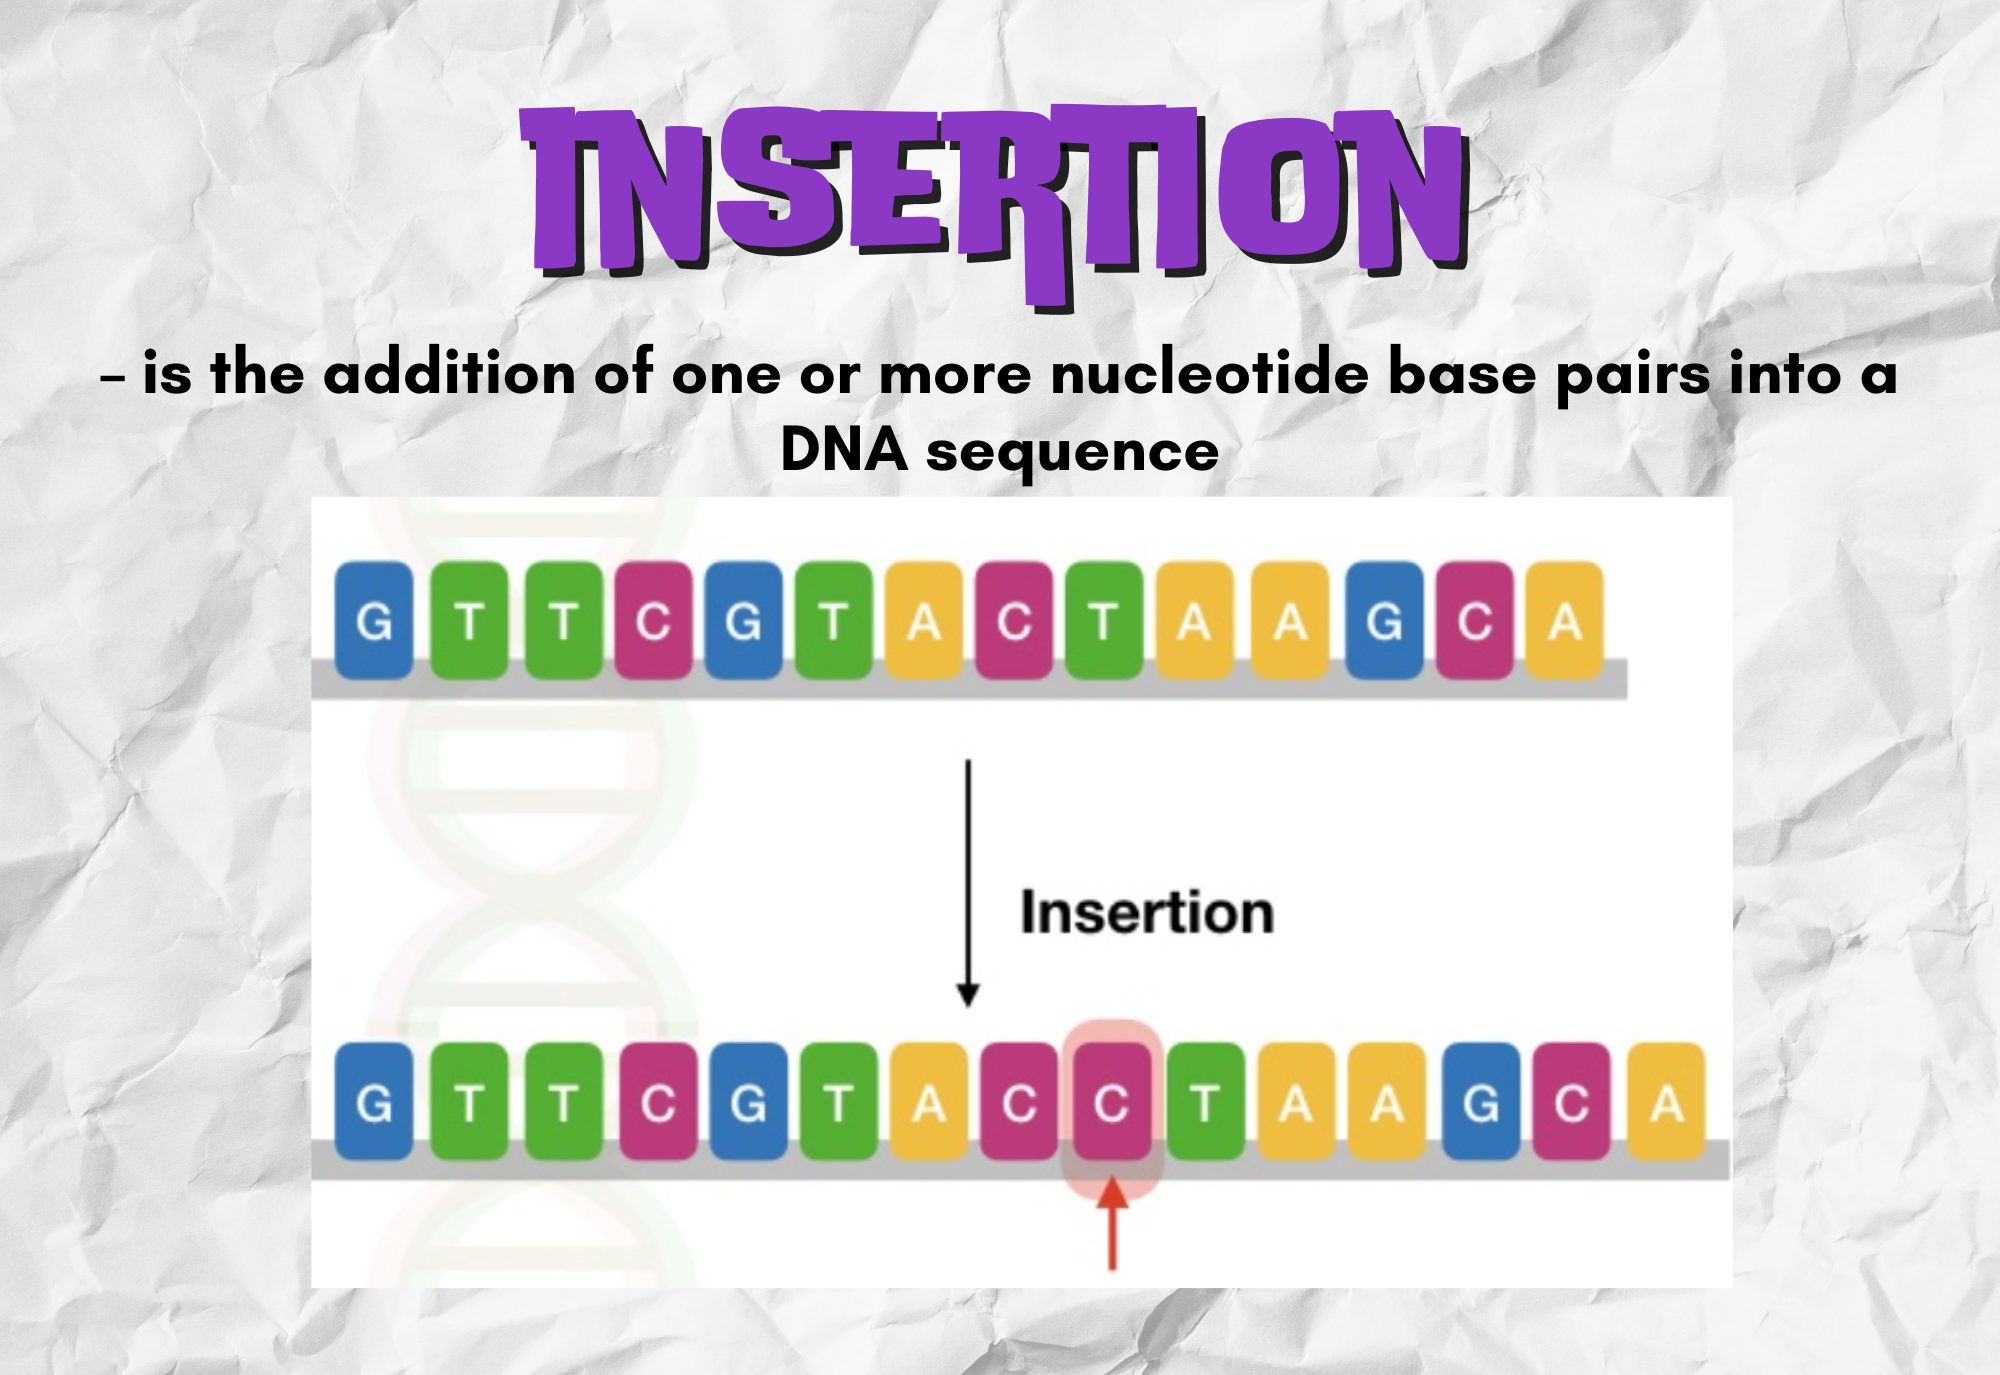 INSERTION
– is the addition of one or more nucleotide base pairs into a
DNA sequence
G T T C G T A C T A A G C A
Insertion
G T T C G T A C C T A A G C A